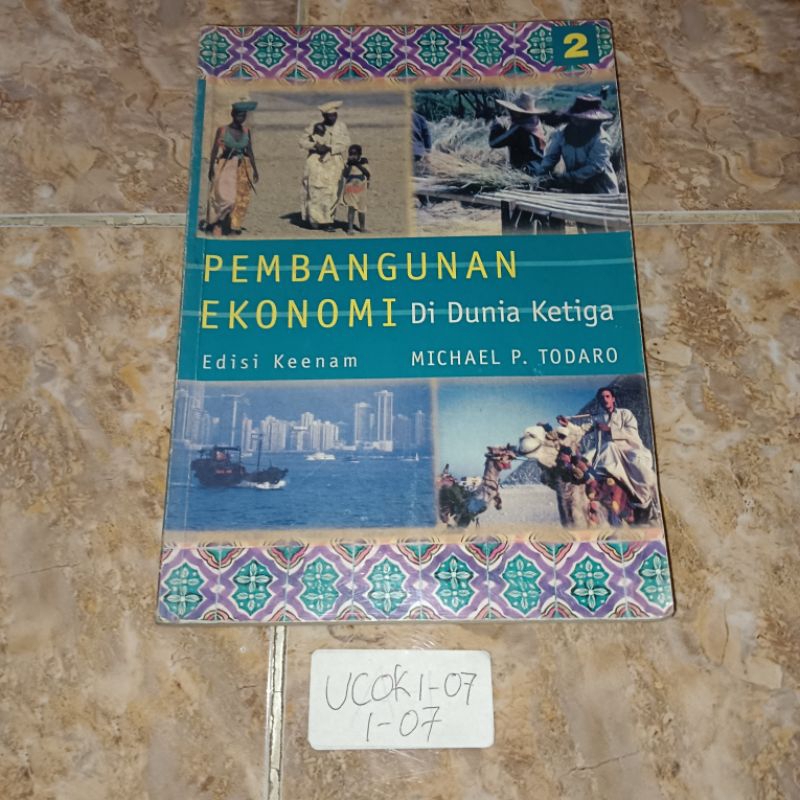 2
PEMBANGUNAN
EKONOMI Di Dunia Ketiga
Edisi Keenam MICHAEL P. TODARO
UCOK1-07
1-07